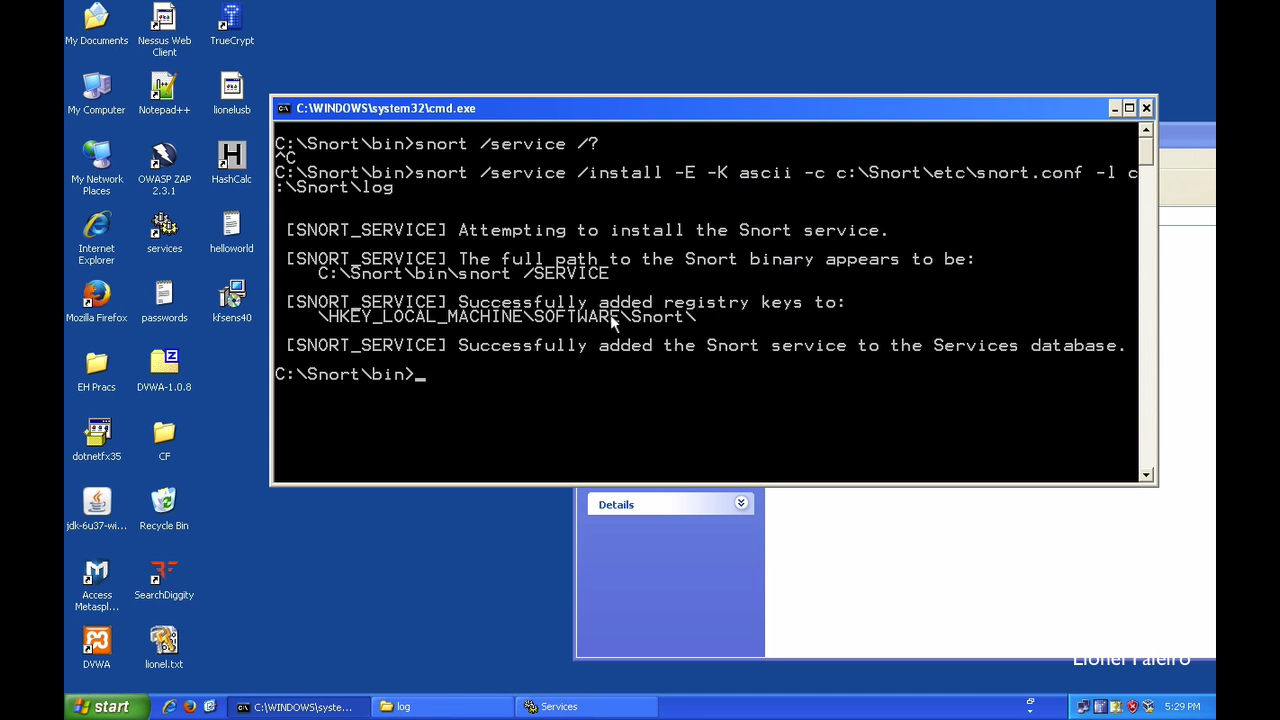 My Documents
Nessus Web
Client
TrueCrypt
My Computer
Notepad++
lionelusb
My Network
Places
OWASP ZAP
2.3.1
HashCalc
Internet
Explorer
services
helloworld
Mozilla Firefox
passwords
kfsens40
EH Pracs
DVWA-1.0.8
dotnetfx35
CF
jdk-6u37-wi...
Recycle Bin
Access
Metaspl...
SearchDiggity
DVWA
lionel.txt
C:\WINDOWS\system32\cmd.exe
C:\Snort\bin>snort /service /?
^C
C:\Snort\bin>snort /service /install -E -K ascii -c c:\Snort\etc\snort.conf -l c
:\Snort\log
[SNORT_SERVICE] Attempting to install the Snort service.
[SNORT_SERVICE] The full path to the Snort binary appears to be:
C:\Snort\bin\snort /SERVICE
[SNORT_SERVICE] Successfully added registry keys to:
\HKEY_LOCAL_MACHINE\SOFTWARE\Snort\
[SNORT_SERVICE] Successfully added the Snort service to the Services database.
C:\Snort\bin>_
Details
Lionel Faleiro
start
C:\WINDOWS\syste...
log
Services
5:29 PM